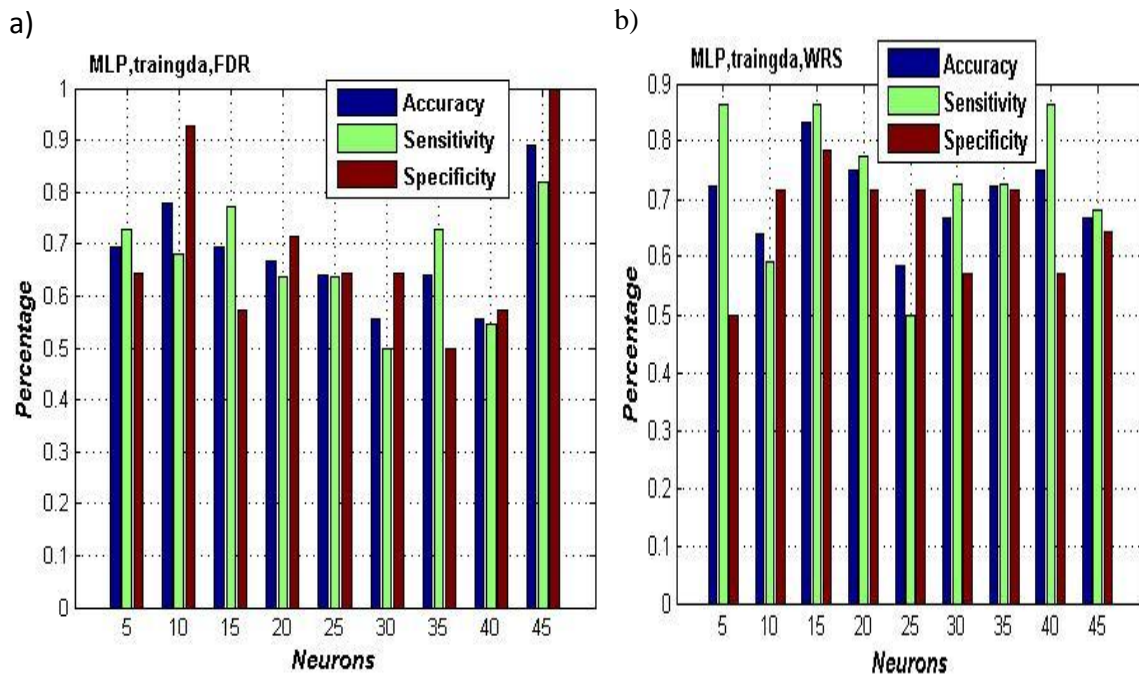 a)
MLP,traingda,FDR
Accuracy
Sensitivity
Specificity
Percentage
1
0.9
0.8
0.7
0.6
0.5
0.4
0.3
0.2
0.1
0
5 10 15 20 25 30 35 40 45
Neurons
b)
MLP,traingda,WRS
Accuracy
Sensitivity
Specificity
Percentage
0.9
0.8
0.7
0.6
0.5
0.4
0.3
0.2
0.1
0
5 10 15 20 25 30 35 40 45
Neurons